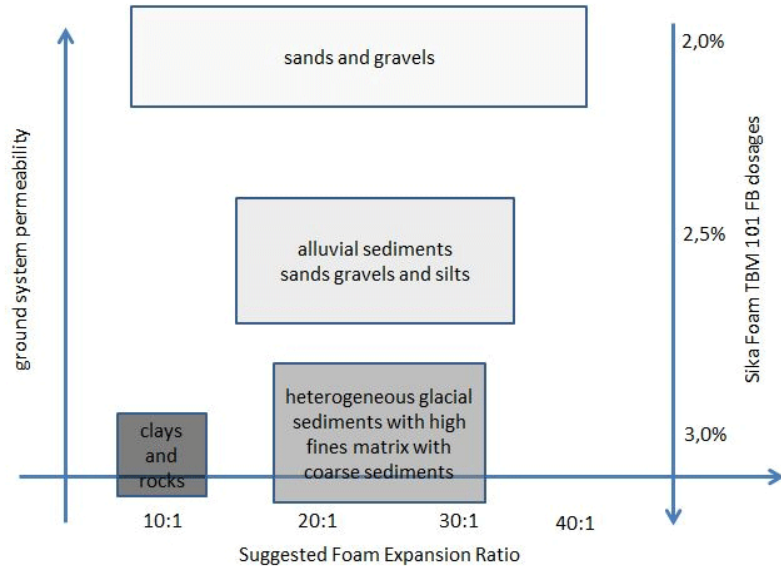 sands and gravels
2,0%
ground system permeability
alluvial sediments
sands gravels and silts
2,5%
Sika Foam TBM 101 FB dosages
heterogeneous glacial
sediments with high
fines matrix with
coarse sediments
clays
and
rocks
3,0%
10:1
20:1
30:1
40:1
Suggested Foam Expansion Ratio